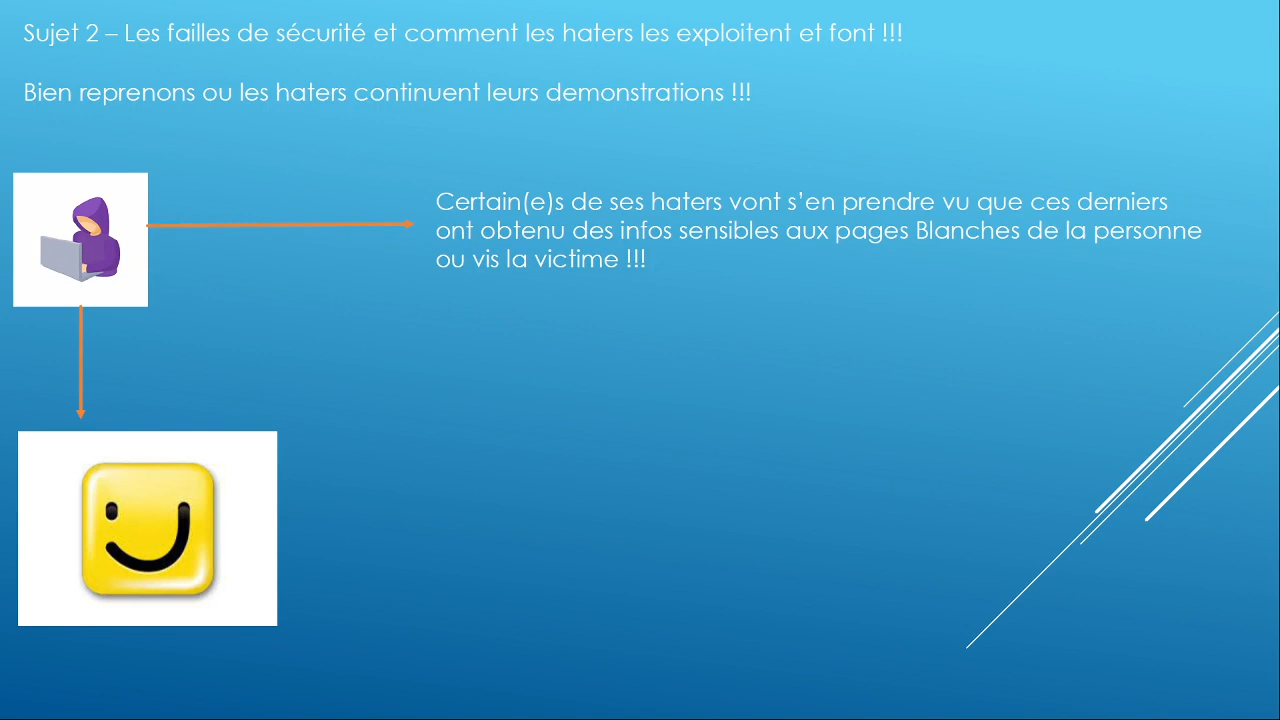 Sujet 2 – Les failles de sécurité et comment les haters les exploitent et font !!!
Bien reprenons ou les haters continuent leurs demonstrations !!!
Certain(e)s de ses haters vont s'en prendre vu que ces derniers
ont obtenu des infos sensibles aux pages Blanches de la personne
ou vis la victime !!!